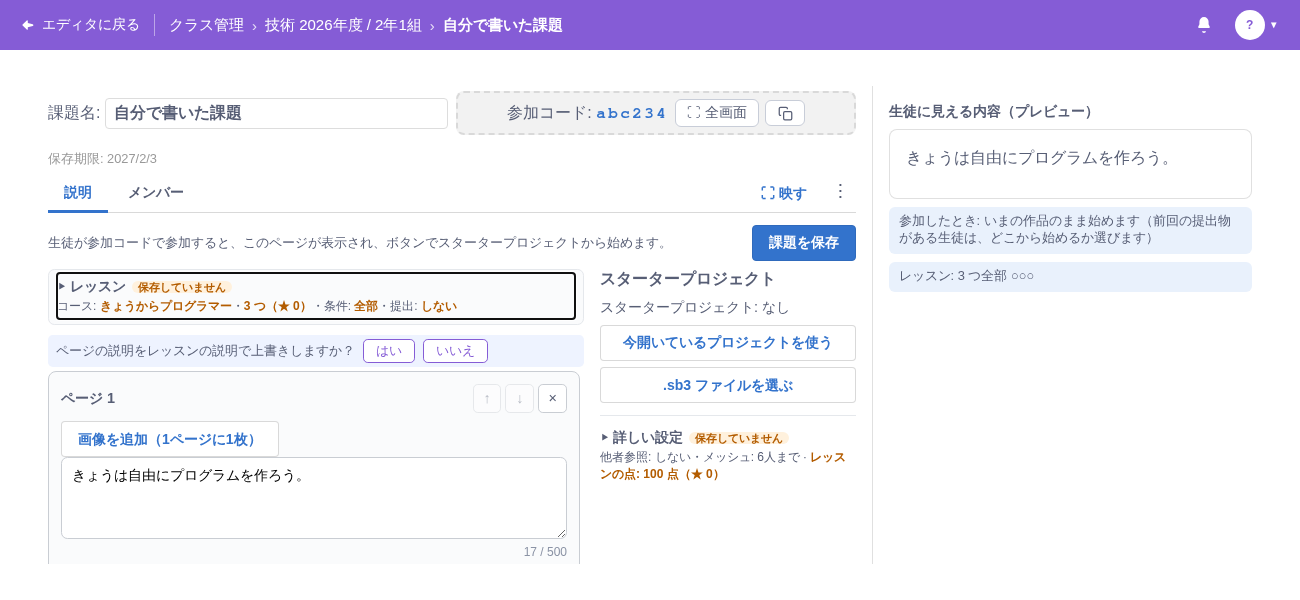 エディタに戻る
クラス管理 › 技術 2026年度 / 2年1組 › 自分で書いた課題
?
課題名: 自分で書いた課題
参加コード: abc234 全画面
保存期限: 2027/2/3
説明 メンバー 映す
生徒が参加コードで参加すると、このページが表示され、ボタンでスタータープロジェクトから始めます。
課題を保存
レッスン 保存していません
コース: きょうからプログラマー・3 つ（★ 0）・条件: 全部・提出: しない
ページの説明をレッスンの説明で上書きしますか？ はい いいえ
ページ 1 ↑ ↓ ×
画像を追加（1ページに1枚）
きょうは自由にプログラムを作ろう。
17 / 500
スタータープロジェクト
スタータープロジェクト: なし
今開いているプロジェクトを使う
.sb3 ファイルを選ぶ
詳しい設定 保存していません
他者参照: しない・メッシュ: 6人まで · レッス
ンの点: 100 点（★ 0）
生徒に見える内容（プレビュー）
きょうは自由にプログラムを作ろう。
参加したとき: いまの作品のまま始めます（前回の提出物
がある生徒は、どこから始めるか選びます）
レッスン: 3 つ全部 ○○○